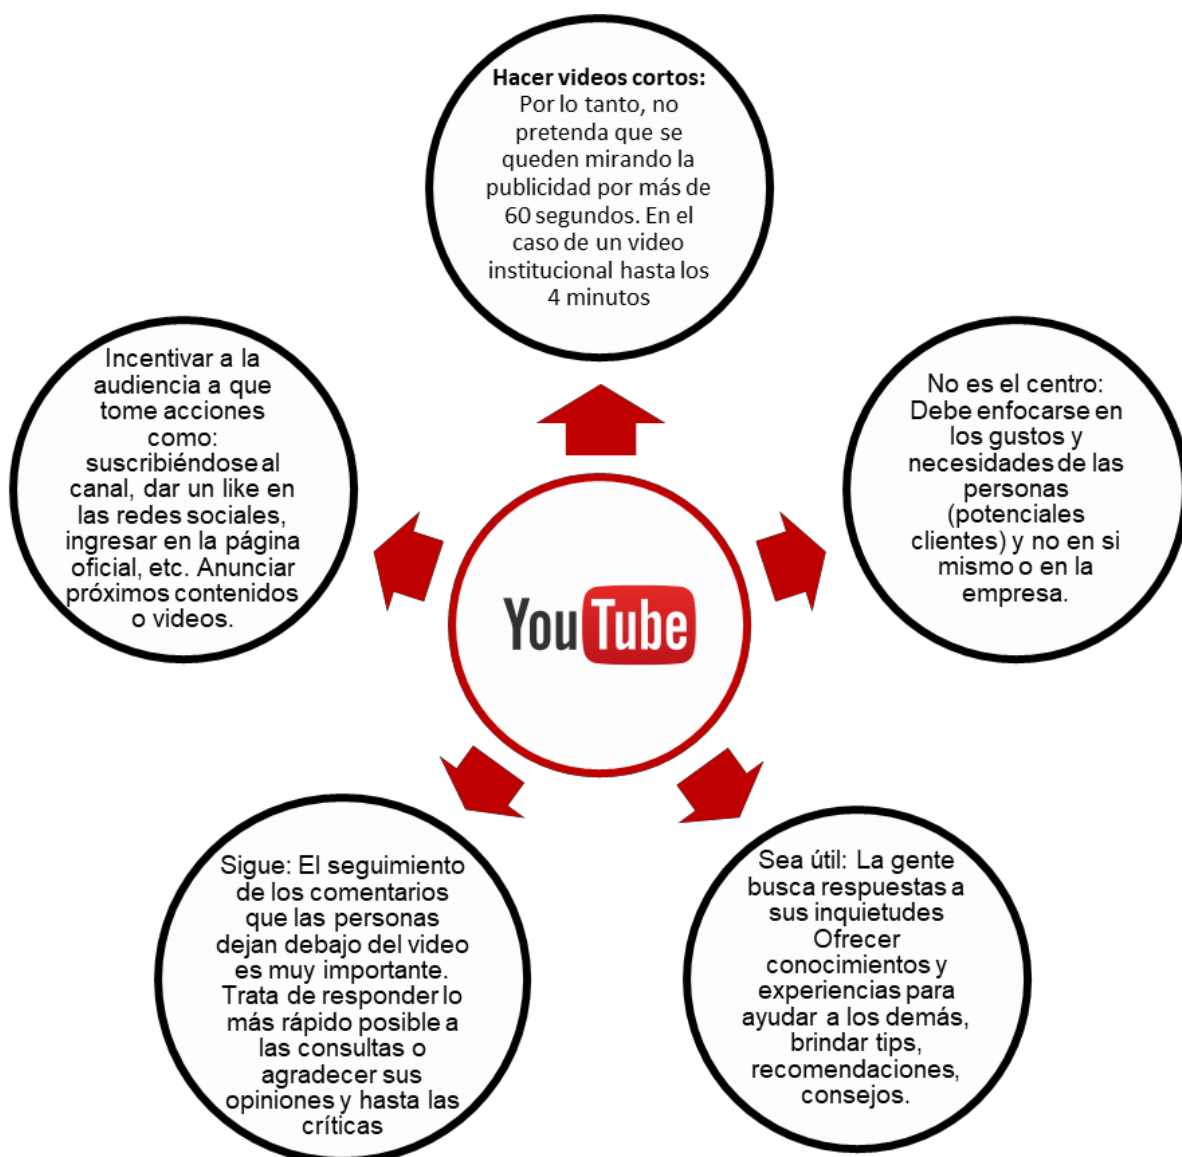 Hacer videos cortos:
Por lo tanto, no
pretenda que se
queden mirando la
publicidad por más de
60 segundos. En el
caso de un video
institucional hasta los
4 minutos
Incentivar a la
audiencia a que
tome acciones
como:
suscribiéndose al
canal, dar un like en
las redes sociales,
ingresar en la página
oficial, etc. Anunciar
próximos contenidos
o videos.
No es el centro:
Debe enfocarse en
los gustos y
necesidades de las
personas
(potenciales
clientes) y no en si
mismo o en la
empresa.
YouTube
Sigue: El seguimiento
de los comentarios
que las personas
dejan debajo del video
es muy importante.
Trata de responder lo
más rápido posible a
las consultas o
agradecer sus
opiniones y hasta las
críticas
Sea útil: La gente
busca respuestas a
sus inquietudes
Ofrecer
conocimientos y
experiencias para
ayudar a los demás,
brindar tips,
recomendaciones,
consejos.